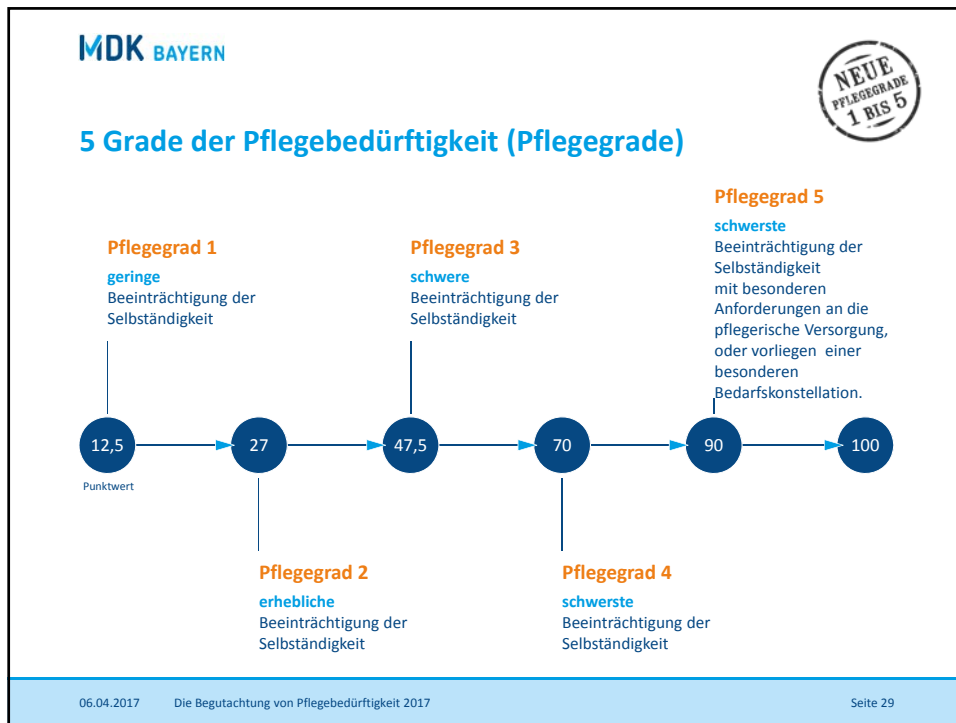 MDK BAYERN
NEUE
PFLEGEGRADE
1 BIS 5
5 Grade der Pflegebedürftigkeit (Pflegegrade)
Pflegegrad 1
geringe
Beeinträchtigung der
Selbständigkeit
Pflegegrad 3
schwere
Beeinträchtigung der
Selbständigkeit
Pflegegrad 5
schwerste
Beeinträchtigung der
Selbständigkeit
mit besonderen
Anforderungen an die
pflegerische Versorgung,
oder vorliegen einer
besonderen
Bedarfskonstellation.
12,5
27
47,5
70
90
100
Punktwert
Pflegegrad 2
erhebliche
Beeinträchtigung der
Selbständigkeit
Pflegegrad 4
schwerste
Beeinträchtigung der
Selbständigkeit
06.04.2017 Die Begutachtung von Pflegebedürftigkeit 2017 Seite 29